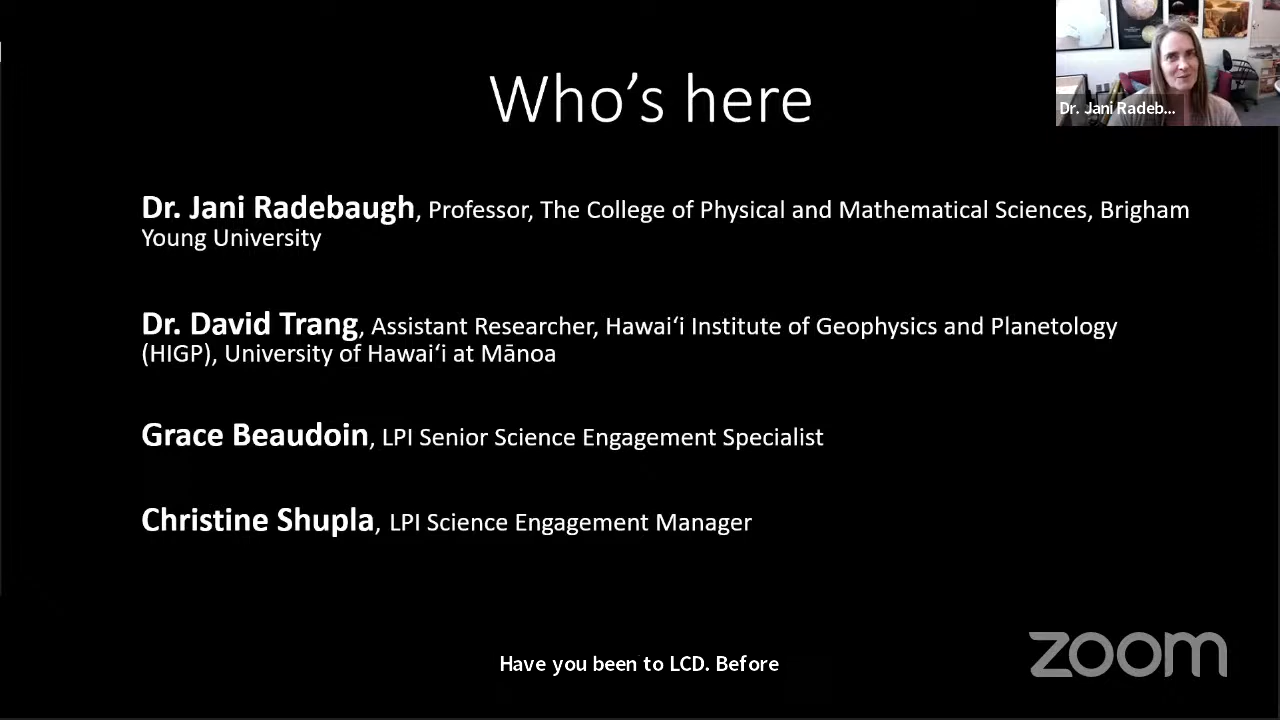 Who's here
Dr. Jani Radeb...
Dr. Jani Radebaugh, Professor, The College of Physical and Mathematical Sciences, Brigham
Young University
Dr. David Trang, Assistant Researcher, Hawai‘i Institute of Geophysics and Planetology
(HIGP), University of Hawai‘i at Mānoa
Grace Beaudoin, LPI Senior Science Engagement Specialist
Christine Shupla, LPI Science Engagement Manager
Have you been to LCD. Before
zoom